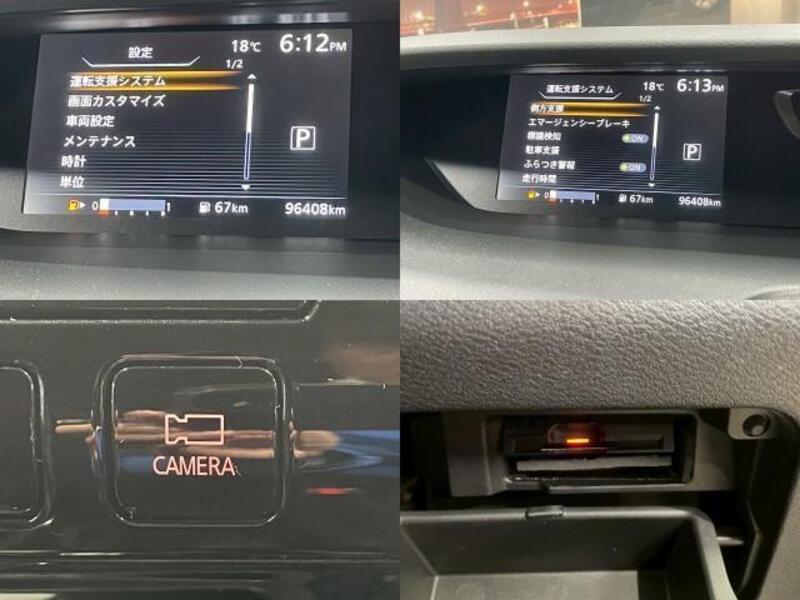 設定
18℃ 6:12PM
1/2
運転支援システム
画面カスタマイズ
車両設定
メンテナンス
時計
単位
P
0 1 67km 96408km
運転支援システム
18℃ 6:13PM
1/2
側方支援
エマージェンシーブレーキ
標識検知 ON
駐車支援
ふらつき警報 ON
走行時間
P
0 1 67km 96408km
CAMERA